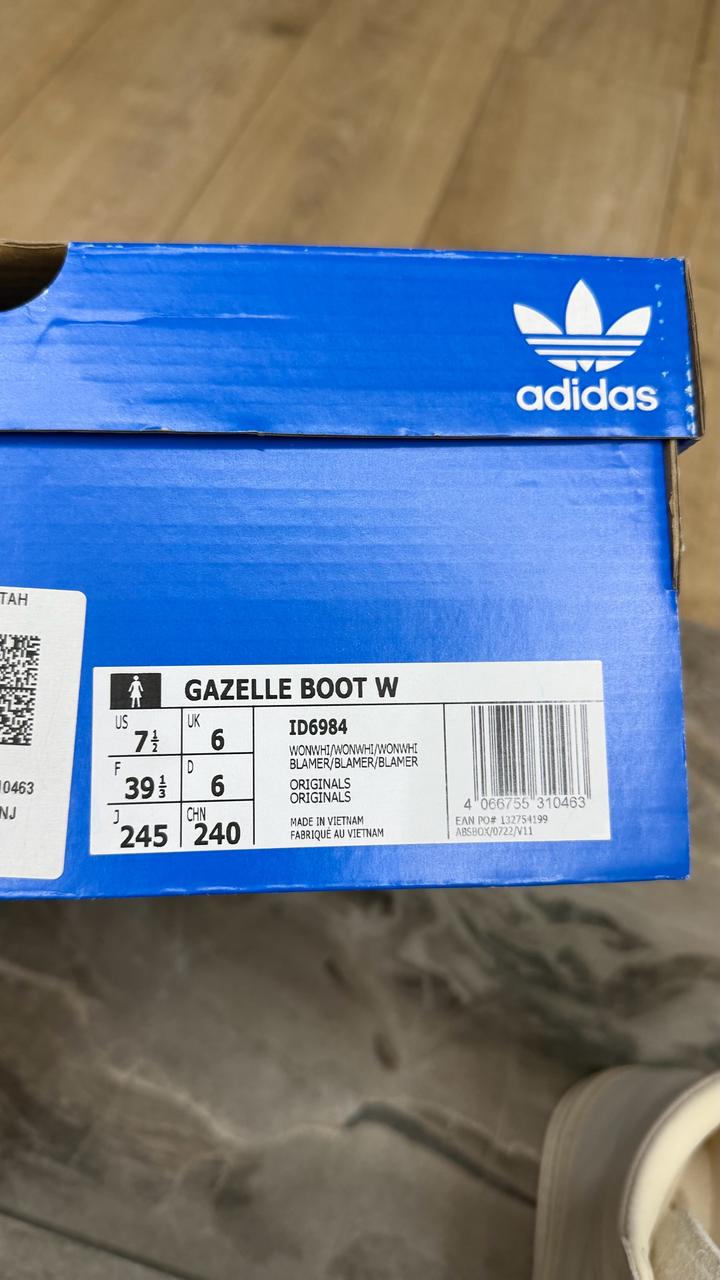 adidas
TAH
0463
NJ
GAZELLE BOOT W
US 7½
UK 6
F 39⅓
D 6
J 245
CHN 240
ID6984
WONWHI/WONWHI/WONWHI
BLAMER/BLAMER/BLAMER
ORIGINALS
ORIGINALS
MADE IN VIETNAM
FABRIQUÉ AU VIETNAM
4 066755 310463
EAN PO# 132754199
ABSBOX/0722/V11